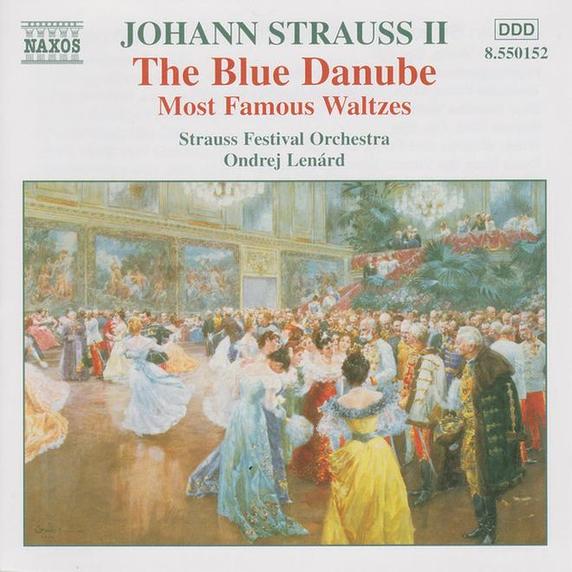 NAXOS
JOHANN STRAUSS II
DDD
8.550152
The Blue Danube
Most Famous Waltzes
Strauss Festival Orchestra
Ondrej Lenárd